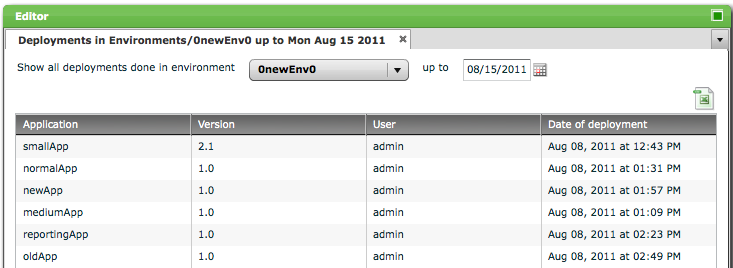 Editor
Deployments in Environments/0newEnv0 up to Mon Aug 15 2011
Show all deployments done in environment 0newEnv0 up to 08/15/2011
Application Version User Date of deployment
smallApp 2.1 admin Aug 08, 2011 at 12:43 PM
normalApp 1.0 admin Aug 08, 2011 at 01:31 PM
newApp 1.0 admin Aug 08, 2011 at 01:57 PM
mediumApp 1.0 admin Aug 08, 2011 at 01:09 PM
reportingApp 1.0 admin Aug 08, 2011 at 02:23 PM
oldApp 1.0 admin Aug 08, 2011 at 02:49 PM